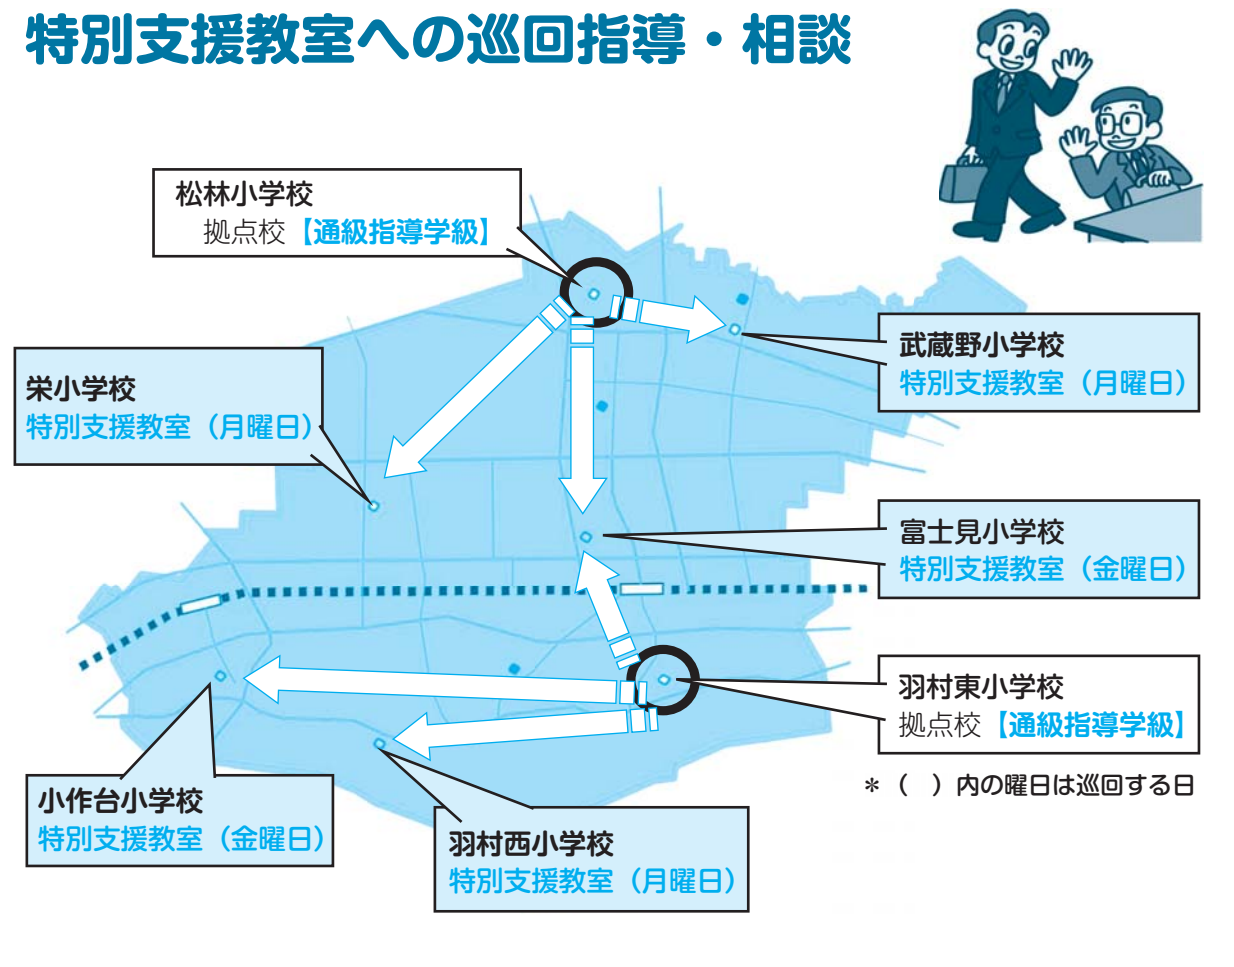 特別支援教室への巡回指導・相談
松林小学校
拠点校【通級指導学級】
武蔵野小学校
特別支援教室（月曜日）
栄小学校
特別支援教室（月曜日）
富士見小学校
特別支援教室（金曜日）
羽村東小学校
拠点校【通級指導学級】
＊（　）内の曜日は巡回する日
小作台小学校
特別支援教室（金曜日）
羽村西小学校
特別支援教室（月曜日）